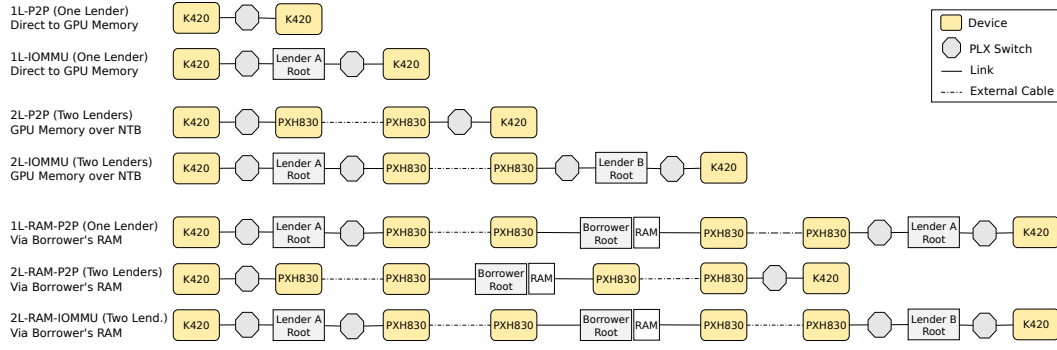 1L-P2P (One Lender)
Direct to GPU Memory
K420 K420
1L-IOMMU (One Lender)
Direct to GPU Memory
K420 Lender A Root K420
2L-P2P (Two Lenders)
GPU Memory over NTB
K420 PXH830 PXH830 K420
2L-IOMMU (Two Lenders)
GPU Memory over NTB
K420 Lender A Root PXH830 PXH830 Lender B Root K420
1L-RAM-P2P (One Lender)
Via Borrower's RAM
K420 Lender A Root PXH830 PXH830 Borrower Root RAM PXH830 PXH830 Lender A Root K420
2L-RAM-P2P (Two Lenders)
Via Borrower's RAM
K420 PXH830 PXH830 Borrower Root RAM PXH830 PXH830 K420
2L-RAM-IOMMU (Two Lend.)
Via Borrower's RAM
K420 Lender A Root PXH830 PXH830 Borrower Root RAM PXH830 PXH830 Lender B Root K420
Device
PLX Switch
Link
External Cable